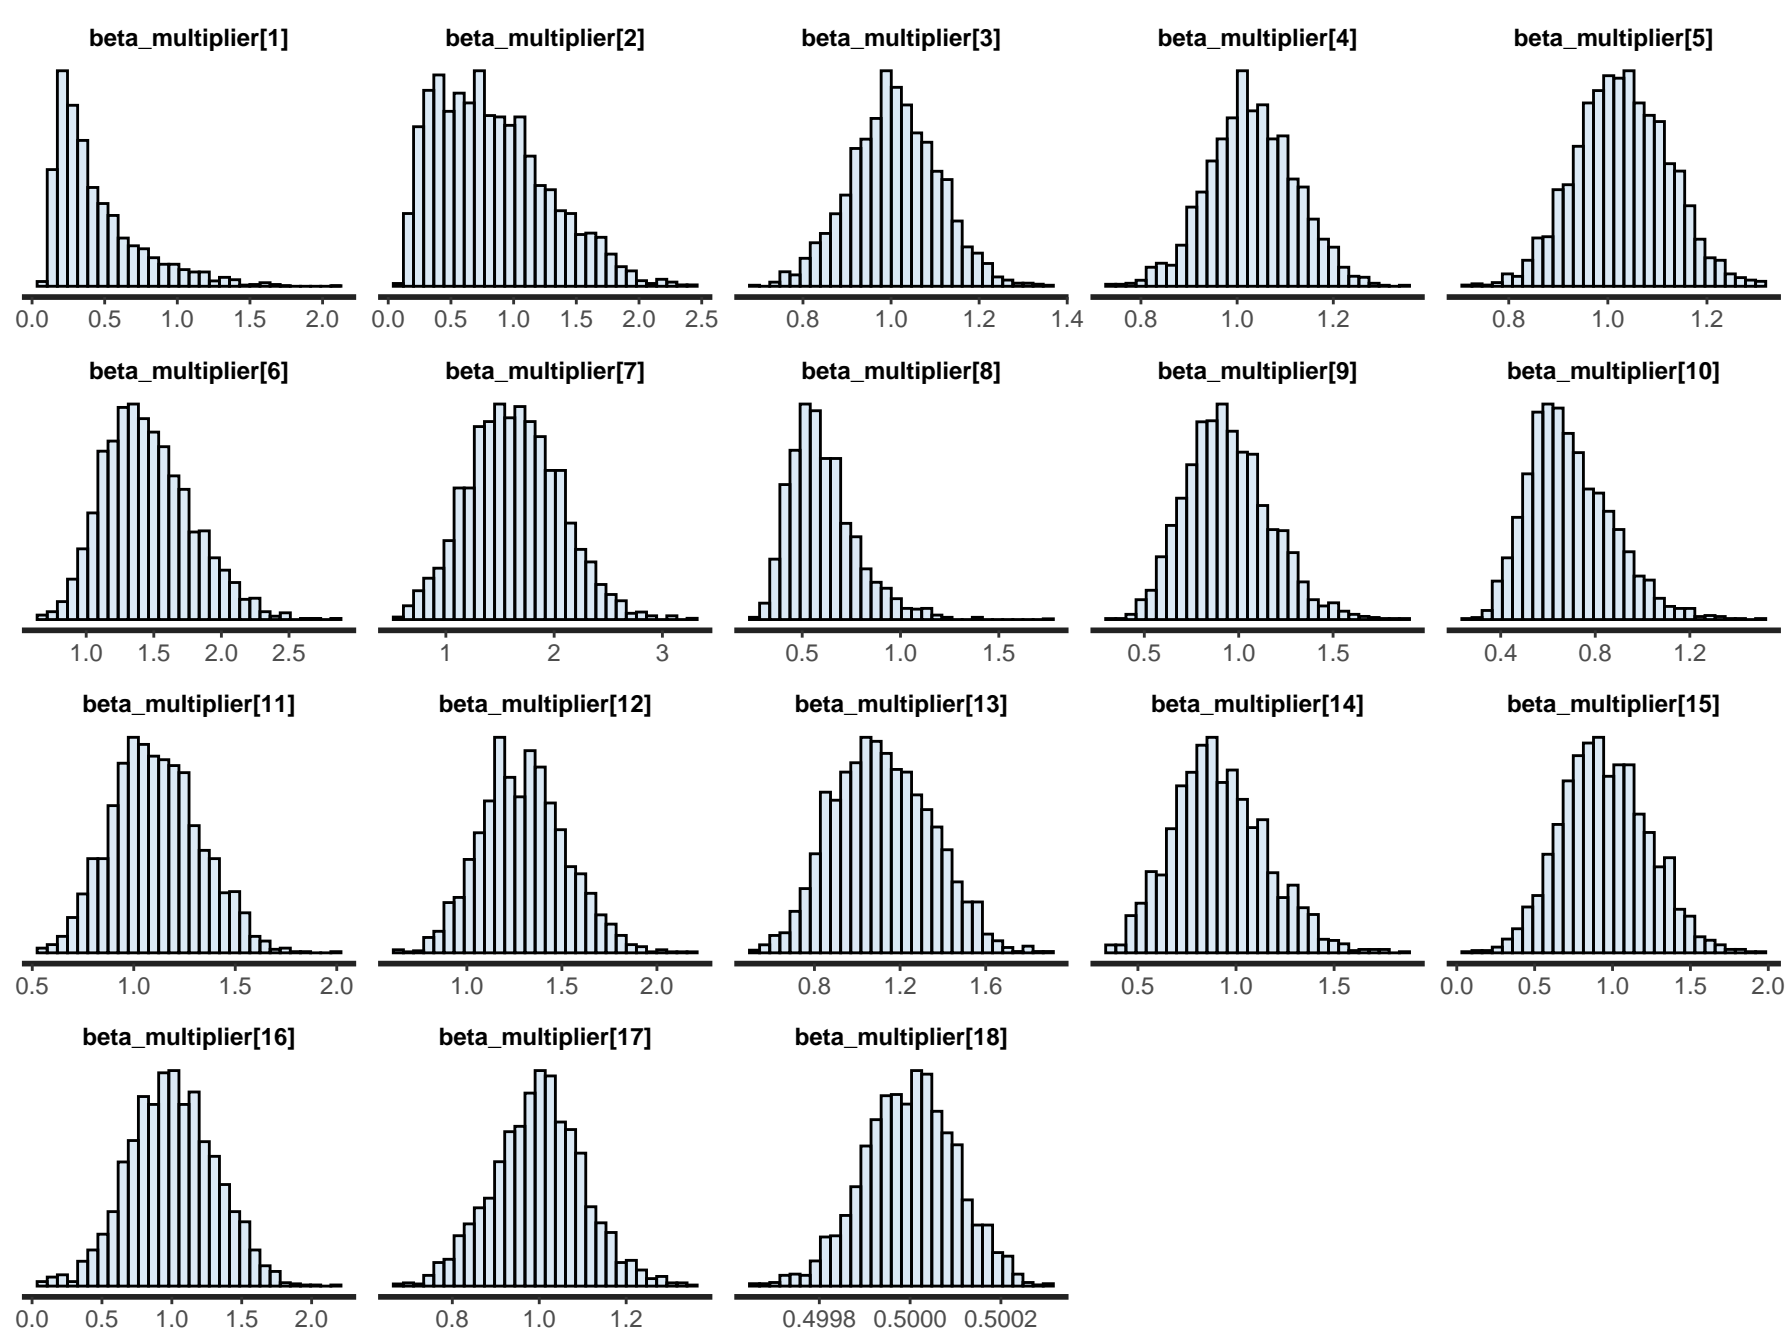 beta_multiplier[1] beta_multiplier[2] beta_multiplier[3] beta_multiplier[4] beta_multiplier[5]
0.0 0.5 1.0 1.5 2.0 0.0 0.5 1.0 1.5 2.0 2.5 0.8 1.0 1.2 1.4 0.8 1.0 1.2 0.8 1.0 1.2
beta_multiplier[6] beta_multiplier[7] beta_multiplier[8] beta_multiplier[9] beta_multiplier[10]
1.0 1.5 2.0 2.5 1 2 3 0.5 1.0 1.5 0.5 1.0 1.5 0.4 0.8 1.2
beta_multiplier[11] beta_multiplier[12] beta_multiplier[13] beta_multiplier[14] beta_multiplier[15]
0.5 1.0 1.5 2.0 1.0 1.5 2.0 0.8 1.2 1.6 0.5 1.0 1.5 0.0 0.5 1.0 1.5 2.0
beta_multiplier[16] beta_multiplier[17] beta_multiplier[18]
0.0 0.5 1.0 1.5 2.0 0.8 1.0 1.2 0.4998 0.5000 0.5002